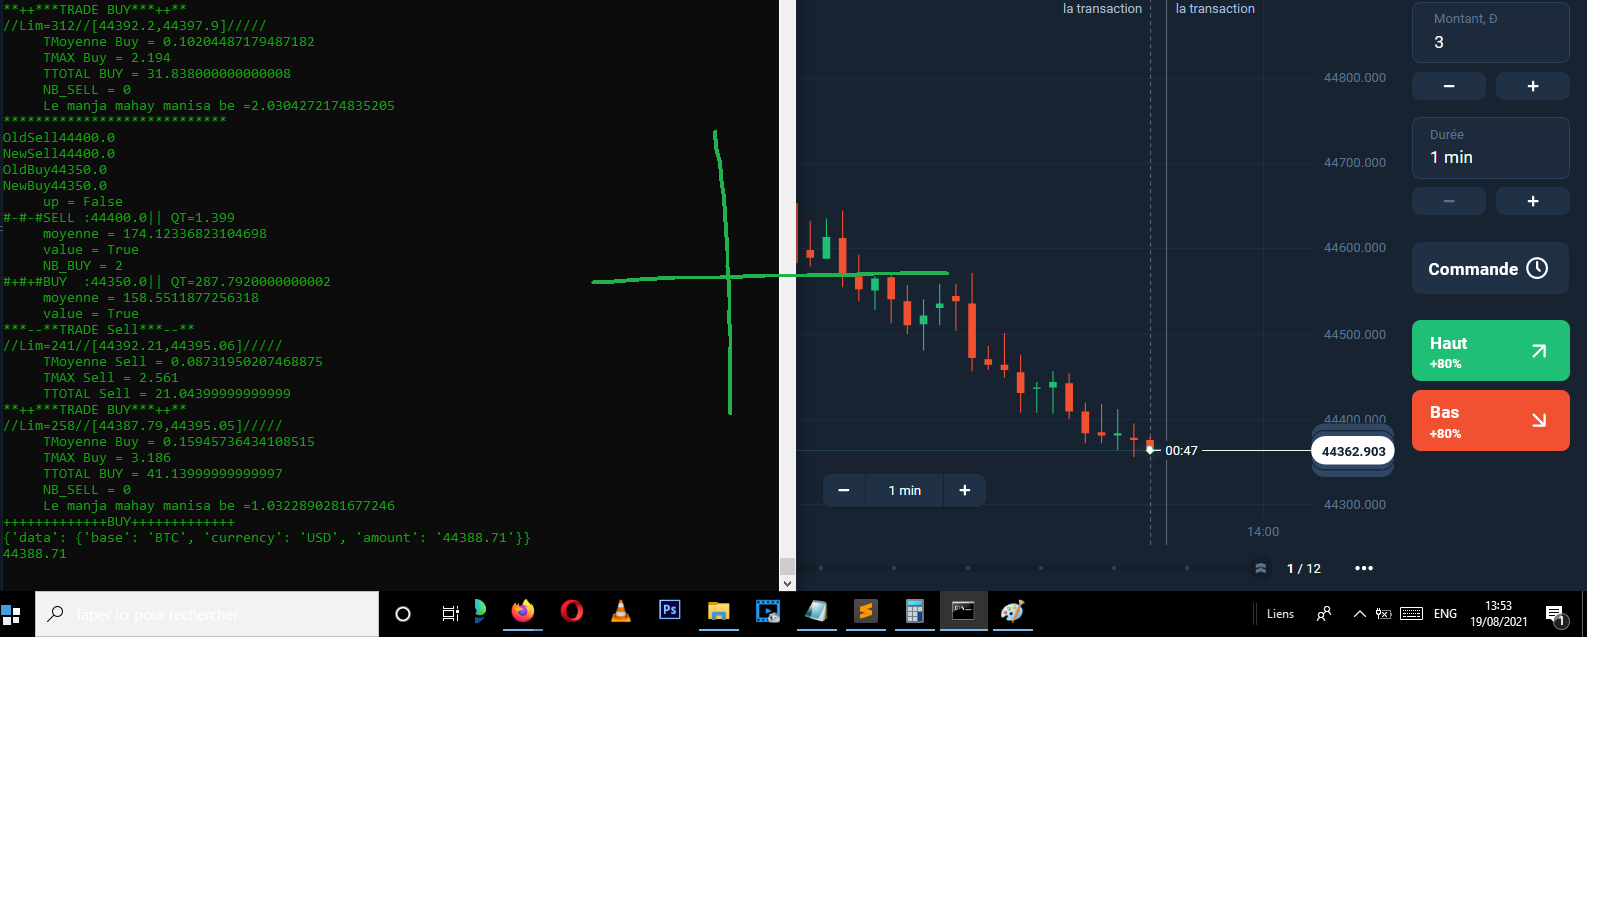 **++***TRADE BUY***++**
//Lim=312//[44392.2,44397.9]/////
TMoyenne Buy = 0.10204487179487182
TMAX Buy = 2.194
TTOTAL BUY = 31.838000000000008
NB_SELL = 0
Le manja mahay manisa be =2.0304272174835205
****************************
OldSell44400.0
NewSell44400.0
OldBuy44350.0
NewBuy44350.0
up = False
#-#-#SELL :44400.0|| QT=1.399
moyenne = 174.12336823104698
value = True
NB_BUY = 2
#+#+#BUY  :44350.0|| QT=287.7920000000002
moyenne = 158.5511877256318
value = True
***--**TRADE Sell***--**
//Lim=241//[44392.21,44395.06]/////
TMoyenne Sell = 0.08731950207468875
TMAX Sell = 2.561
TTOTAL Sell = 21.04399999999999
**++***TRADE BUY***++**
//Lim=258//[44387.79,44395.05]/////
TMoyenne Buy = 0.15945736434108515
TMAX Buy = 3.186
TTOTAL BUY = 41.13999999999997
NB_SELL = 0
Le manja mahay manisa be =1.0322890281677246
+++++++++++++BUY+++++++++++++
{'data': {'base': 'BTC', 'currency': 'USD', 'amount': '44388.71'}}
44388.71
la transaction
la transaction
44800.000
44700.000
44600.000
44500.000
44400.000
44362.903
44300.000
00:47
− 1 min +
14:00
1 / 12 •••
Montant, Đ
3
− +
Durée
1 min
− +
Commande
Haut
+80%
Bas
+80%
Taper ici pour rechercher
Ps
Liens
ENG
13:53
19/08/2021
1